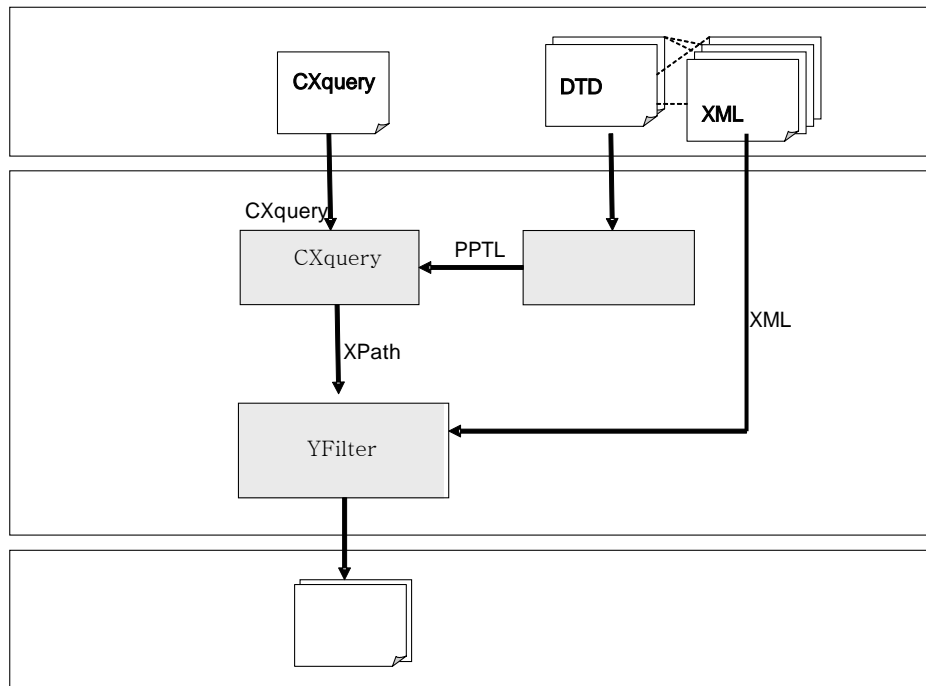 CXquery
DTD
XML
CXquery
CXquery
PPTL
XML
XPath
YFilter